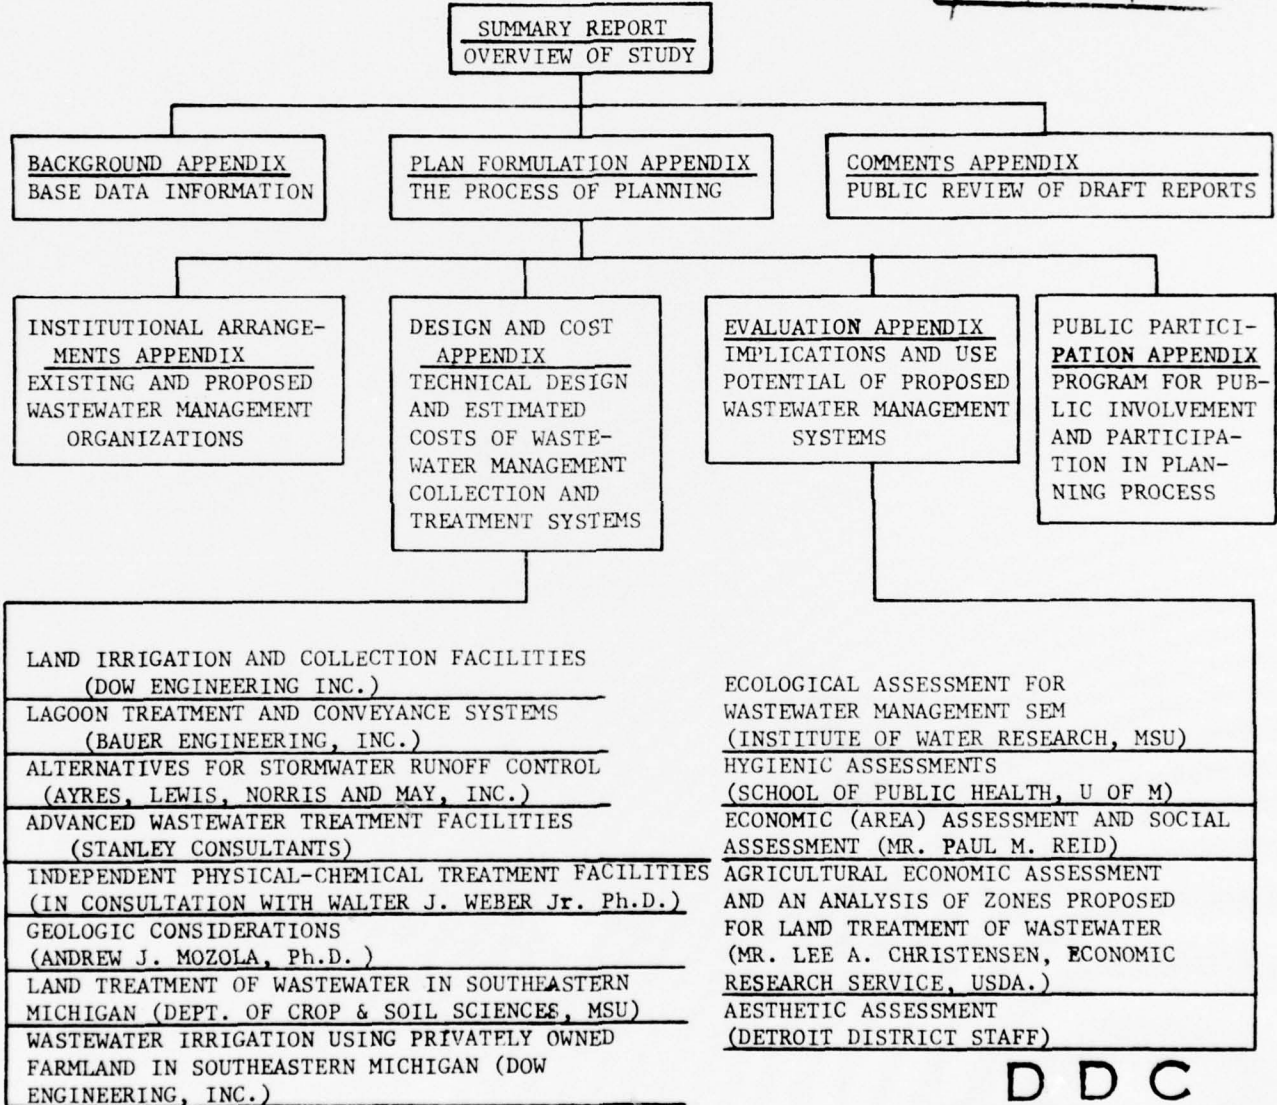 SUMMARY REPORT
OVERVIEW OF STUDY
BACKGROUND APPENDIX
BASE DATA INFORMATION
PLAN FORMULATION APPENDIX
THE PROCESS OF PLANNING
COMMENTS APPENDIX
PUBLIC REVIEW OF DRAFT REPORTS
INSTITUTIONAL ARRANGE-
MENTS APPENDIX
EXISTING AND PROPOSED
WASTEWATER MANAGEMENT
ORGANIZATIONS
DESIGN AND COST
APPENDIX
TECHNICAL DESIGN
AND ESTIMATED
COSTS OF WASTE-
WATER MANAGEMENT
COLLECTION AND
TREATMENT SYSTEMS
EVALUATION APPENDIX
IMPLICATIONS AND USE
POTENTIAL OF PROPOSED
WASTEWATER MANAGEMENT
SYSTEMS
PUBLIC PARTICI-
PATION APPENDIX
PROGRAM FOR PUB-
LIC INVOLVEMENT
AND PARTICIPA-
TION IN PLAN-
NING PROCESS
LAND IRRIGATION AND COLLECTION FACILITIES
(DOW ENGINEERING INC.)
LAGOON TREATMENT AND CONVEYANCE SYSTEMS
(BAUER ENGINEERING, INC.)
ALTERNATIVES FOR STORMWATER RUNOFF CONTROL
(AYRES, LEWIS, NORRIS AND MAY, INC.)
ADVANCED WASTEWATER TREATMENT FACILITIES
(STANLEY CONSULTANTS)
INDEPENDENT PHYSICAL-CHEMICAL TREATMENT FACILITIES
(IN CONSULTATION WITH WALTER J. WEBER Jr. Ph.D.)
GEOLOGIC CONSIDERATIONS
(ANDREW J. MOZOLA, Ph.D. )
LAND TREATMENT OF WASTEWATER IN SOUTHEASTERN
MICHIGAN (DEPT. OF CROP & SOIL SCIENCES, MSU)
WASTEWATER IRRIGATION USING PRIVATELY OWNED
FARMLAND IN SOUTHEASTERN MICHIGAN (DOW
ENGINEERING, INC.)
ECOLOGICAL ASSESSMENT FOR
WASTEWATER MANAGEMENT SEM
(INSTITUTE OF WATER RESEARCH, MSU)
HYGIENIC ASSESSMENTS
(SCHOOL OF PUBLIC HEALTH, U OF M)
ECONOMIC (AREA) ASSESSMENT AND SOCIAL
ASSESSMENT (MR. PAUL M. REID)
AGRICULTURAL ECONOMIC ASSESSMENT
AND AN ANALYSIS OF ZONES PROPOSED
FOR LAND TREATMENT OF WASTEWATER
(MR. LEE A. CHRISTENSEN, ECONOMIC
RESEARCH SERVICE, USDA.)
AESTHETIC ASSESSMENT
(DETROIT DISTRICT STAFF)
D D C